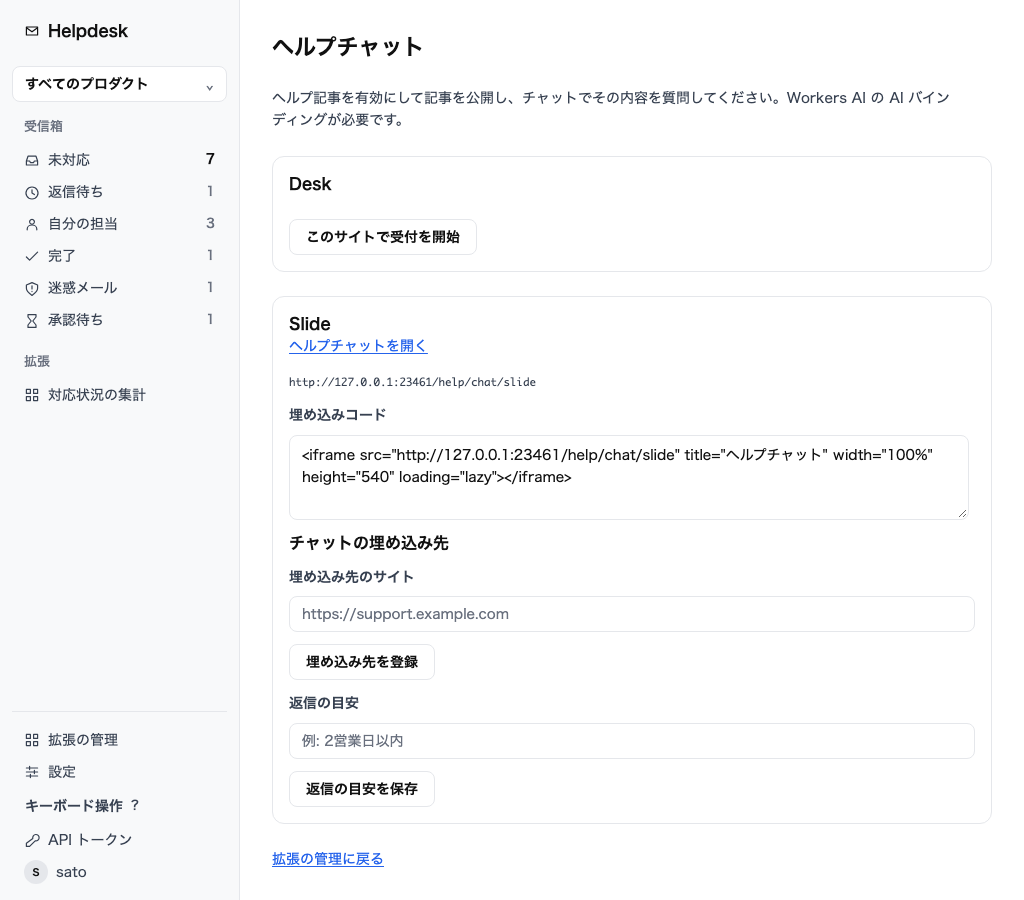 Helpdesk
すべてのプロダクト
受信箱
未対応 7
返信待ち 1
自分の担当 3
完了 1
迷惑メール 1
承認待ち 1
拡張
対応状況の集計
拡張の管理
設定
キーボード操作 ?
API トークン
S sato
ヘルプチャット
ヘルプ記事を有効にして記事を公開し、チャットでその内容を質問してください。Workers AI の AI バイン
ディングが必要です。
Desk
このサイトで受付を開始
Slide
ヘルプチャットを開く
http://127.0.0.1:23461/help/chat/slide
埋め込みコード
<iframe src="http://127.0.0.1:23461/help/chat/slide" title="ヘルプチャット" width="100%"
height="540" loading="lazy"></iframe>
チャットの埋め込み先
埋め込み先のサイト
https://support.example.com
埋め込み先を登録
返信の目安
例: 2営業日以内
返信の目安を保存
拡張の管理に戻る